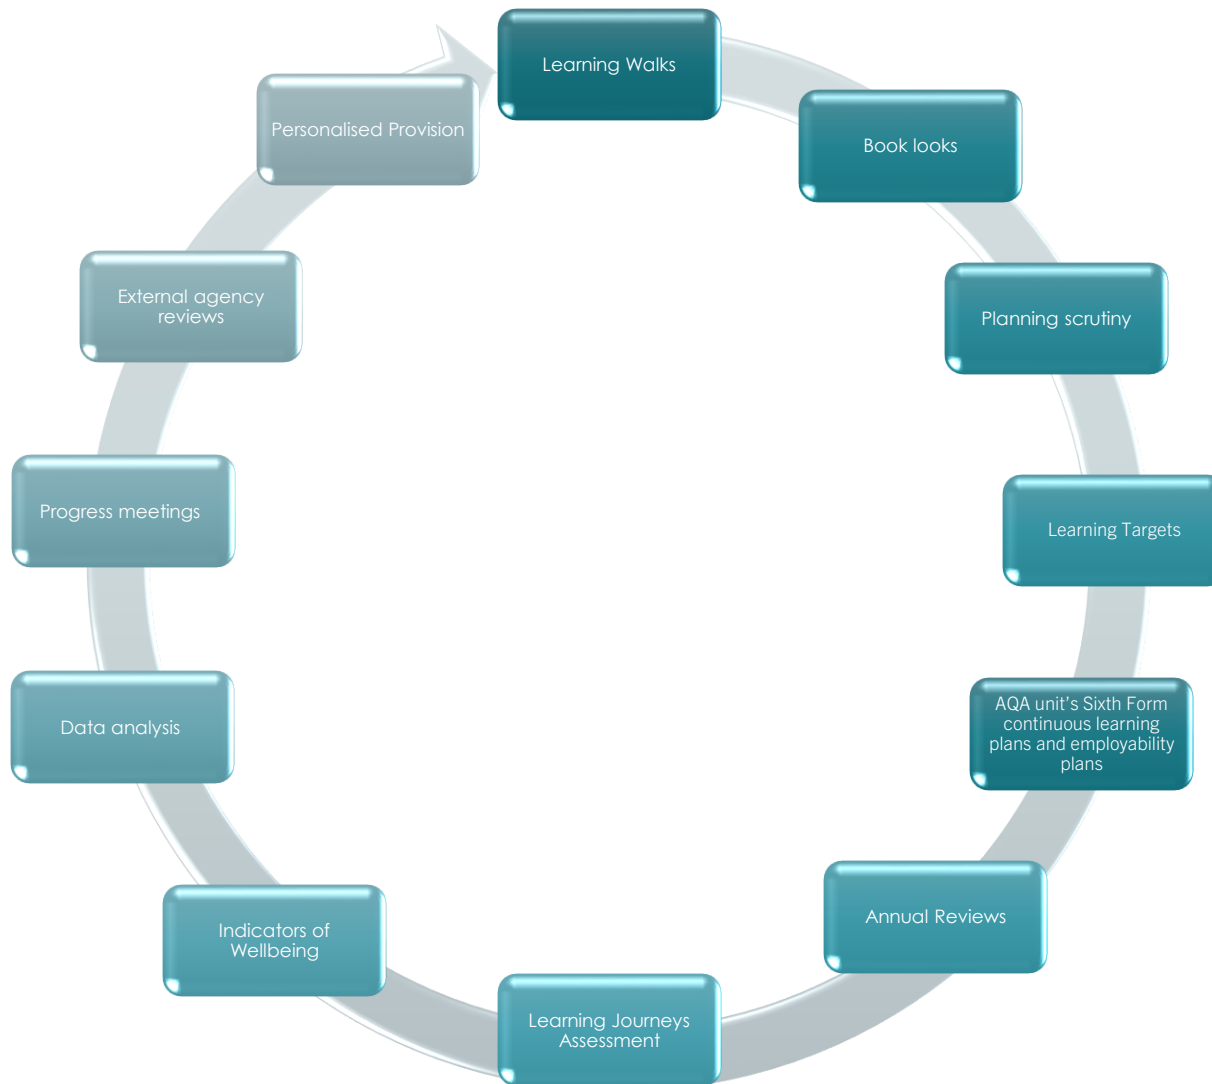 Learning Walks
Book looks
Planning scrutiny
Learning Targets
AQA unit's Sixth Form
continuous learning
plans and employability
plans
Annual Reviews
Learning Journeys
Assessment
Indicators of
Wellbeing
Data analysis
Progress meetings
External agency
reviews
Personalised Provision